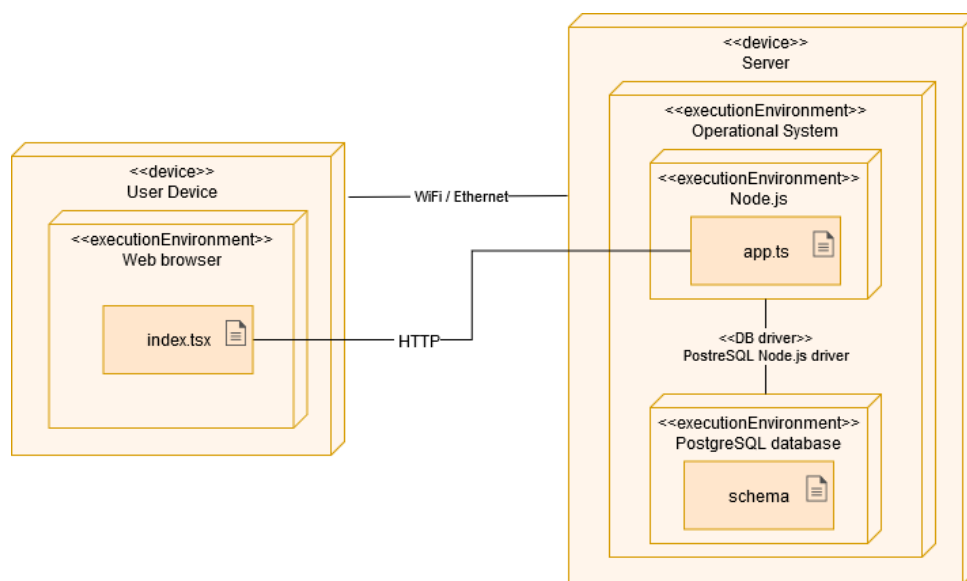 <<device>>
User Device
<<executionEnvironment>>
Web browser
index.tsx
WiFi / Ethernet
HTTP
<<device>>
Server
<<executionEnvironment>>
Operational System
<<executionEnvironment>>
Node.js
app.ts
<<DB driver>>
PostreSQL Node.js driver
<<executionEnvironment>>
PostgreSQL database
schema